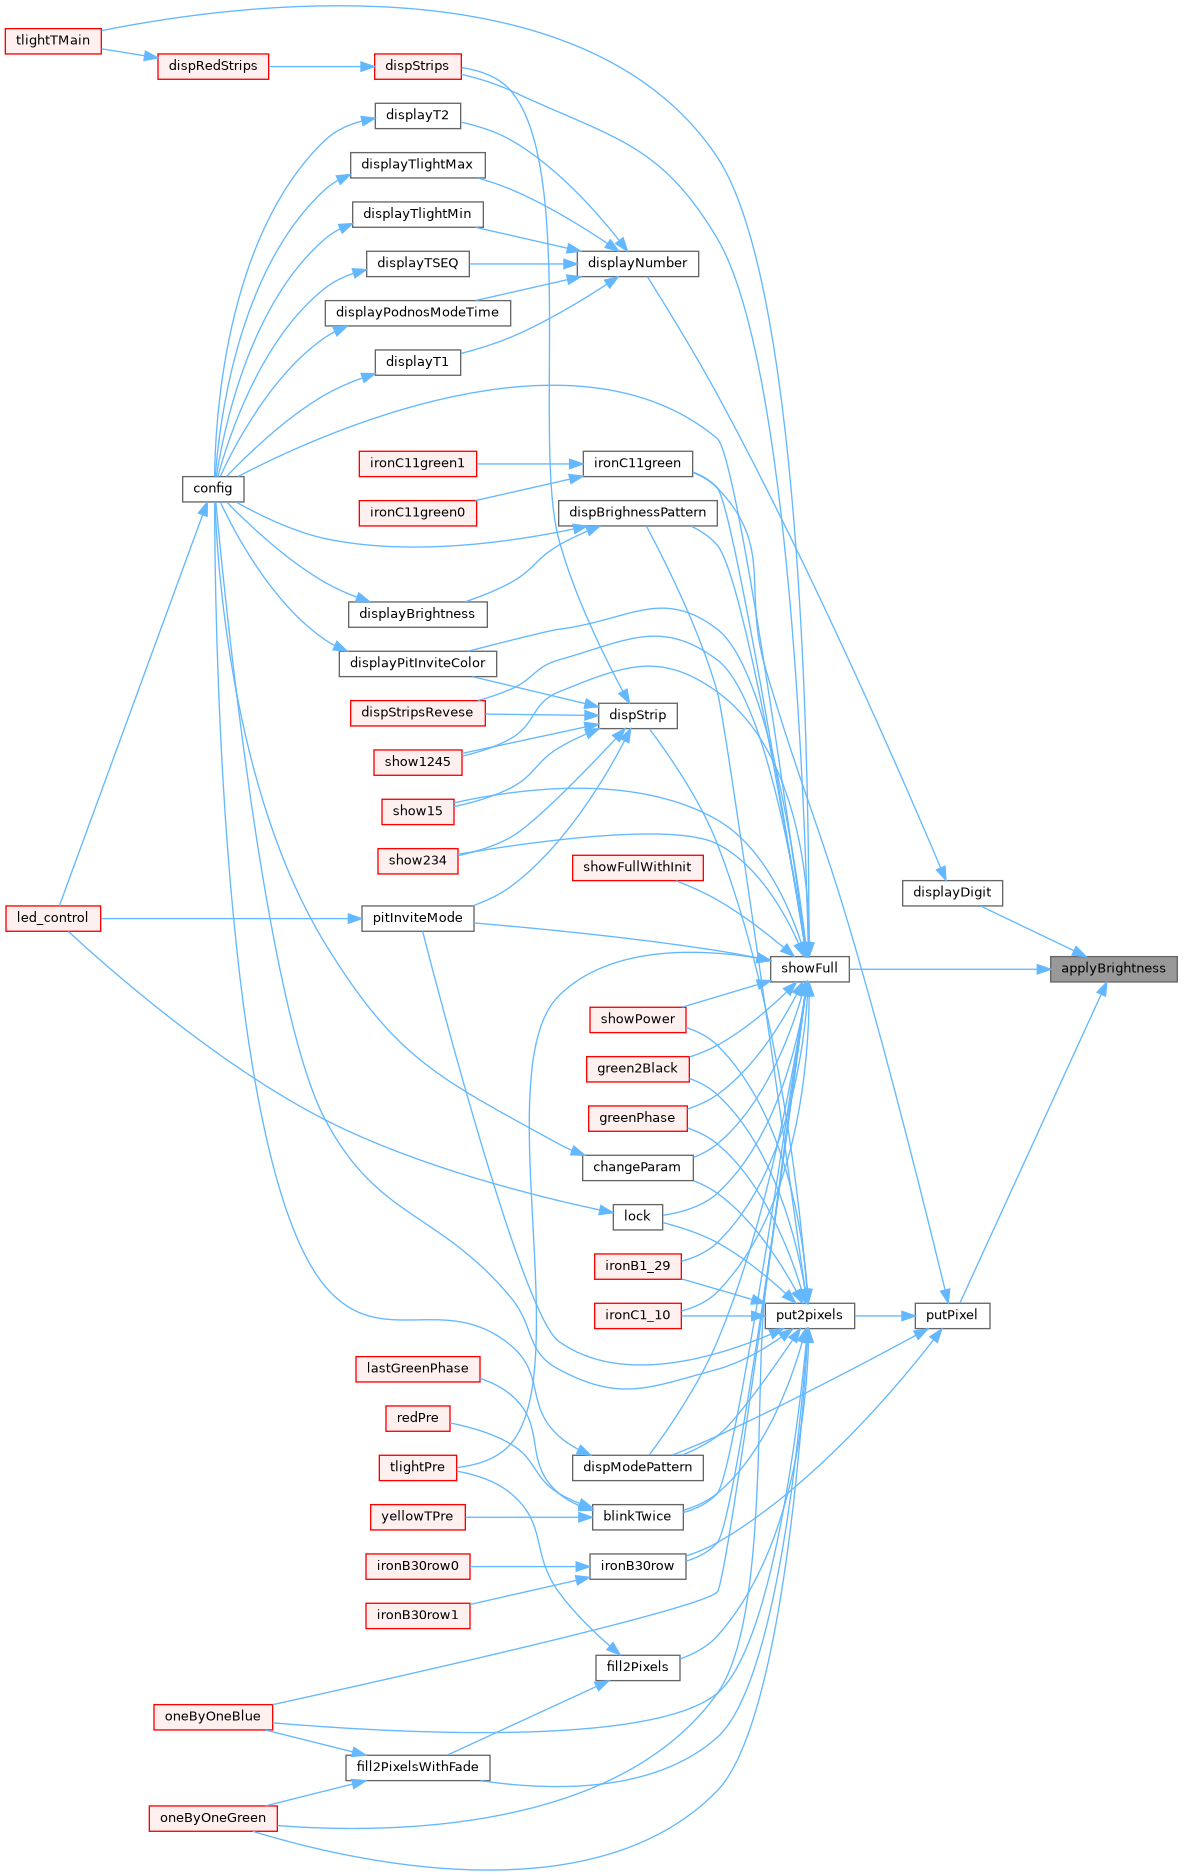 tlightTMain
dispRedStrips
dispStrips
displayT2
displayTlightMax
displayTlightMin
displayTSEQ
displayNumber
displayPodnosModeTime
displayT1
ironC11green1
ironC11green
config
ironC11green0
dispBrighnessPattern
displayBrightness
displayPitInviteColor
dispStripsRevese
dispStrip
show1245
show15
show234
showFullWithInit
displayDigit
led_control
pitInviteMode
showFull
applyBrightness
showPower
green2Black
greenPhase
changeParam
lock
ironB1_29
ironC1_10
put2pixels
putPixel
lastGreenPhase
redPre
tlightPre
dispModePattern
yellowTPre
blinkTwice
ironB30row0
ironB30row
ironB30row1
fill2Pixels
oneByOneBlue
fill2PixelsWithFade
oneByOneGreen